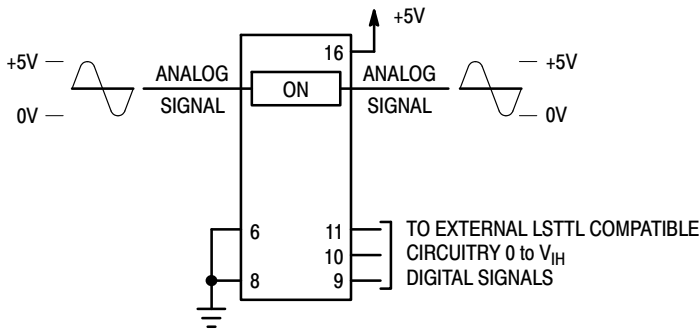 +5V
16
+5V
ANALOG
SIGNAL
0V
ON
ANALOG
SIGNAL
+5V
0V
6
8
11
10
9
TO EXTERNAL LSTTL COMPATIBLE
CIRCUITRY 0 to VIH
DIGITAL SIGNALS